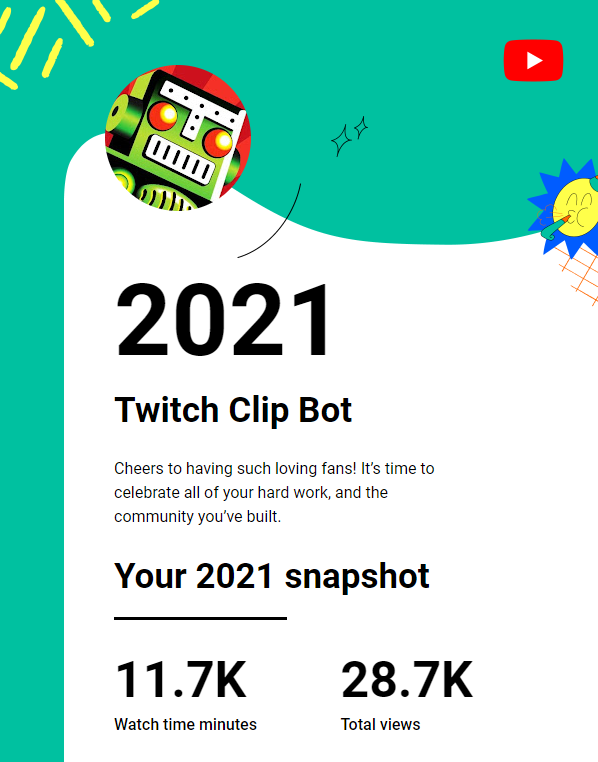 2021
Twitch Clip Bot
Cheers to having such loving fans! It’s time to
celebrate all of your hard work, and the
community you’ve built.
Your 2021 snapshot
11.7K 28.7K
Watch time minutes Total views